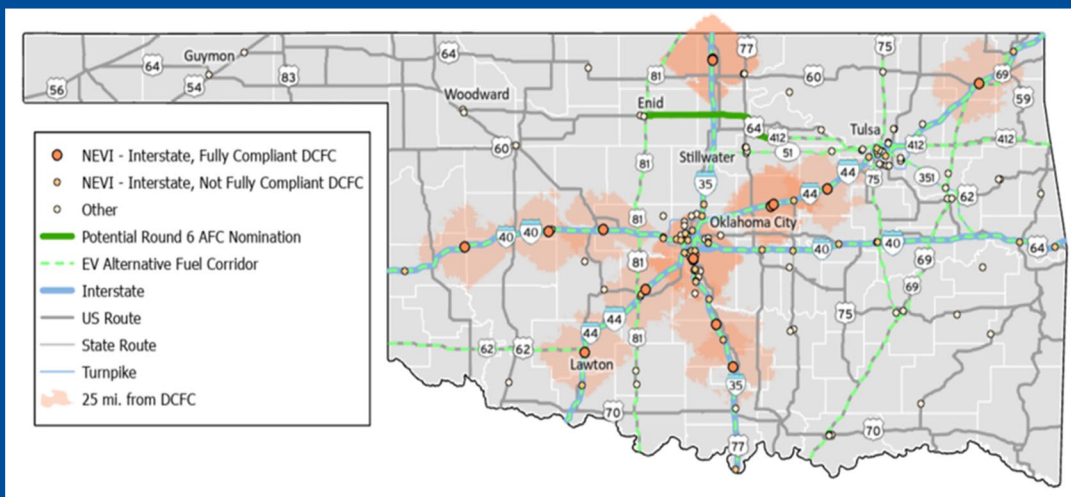 NEVI - Interstate, Fully Compliant DCFC
NEVI - Interstate, Not Fully Compliant DCFC
Other
Potential Round 6 AFC Nomination
EV Alternative Fuel Corridor
Interstate
US Route
State Route
Turnpike
25 mi. from DCFC
Guymon
64
64
56
54
83
Woodward
60
81
77
75
60
69
59
Enid
64
412
Tulsa
412
412
Stillwater
51
81
35
44
44
75
351
62
Oklahoma City
81
40
40
81
40
40
64
69
69
44
44
75
62
62
81
Lawton
35
70
77
70